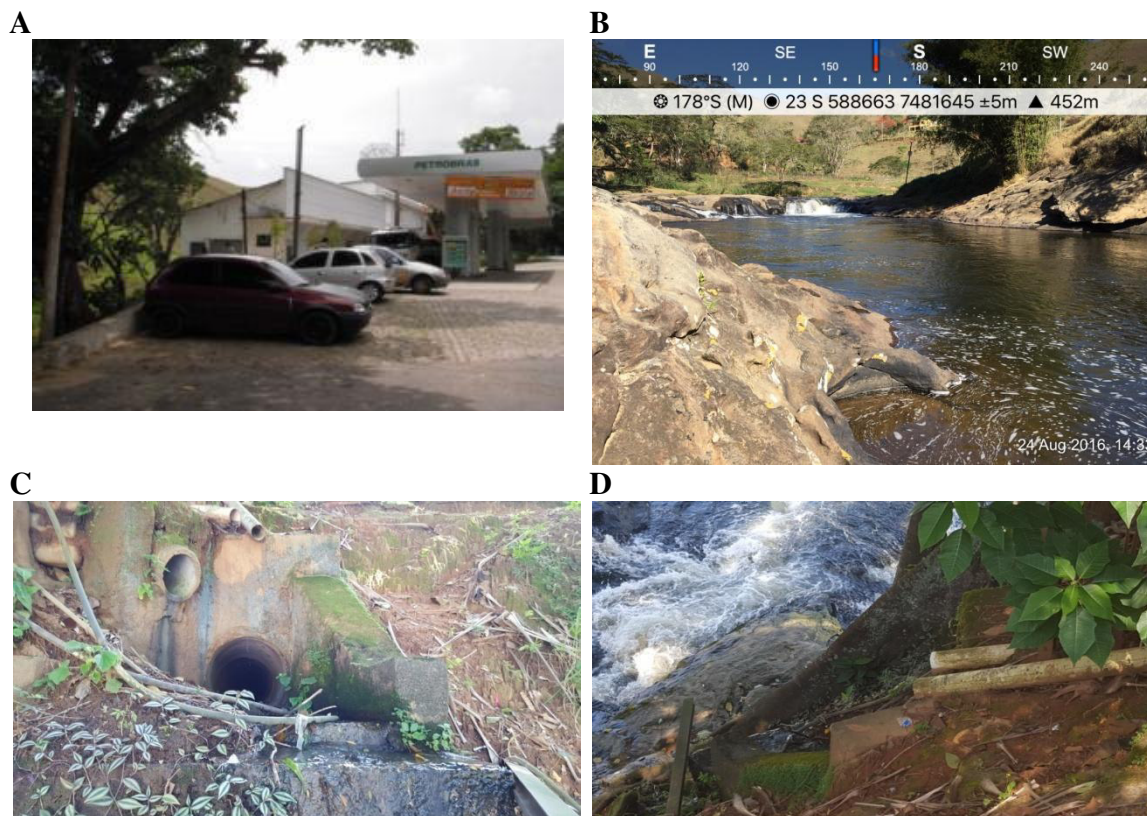 A
B
PETROBRAS
E SE S SW
90 120 150 180 210 240
178°S (M) 23 S 588663 7481645 ±5m ▲ 452m
24 Aug 2016, 14:33
C
D